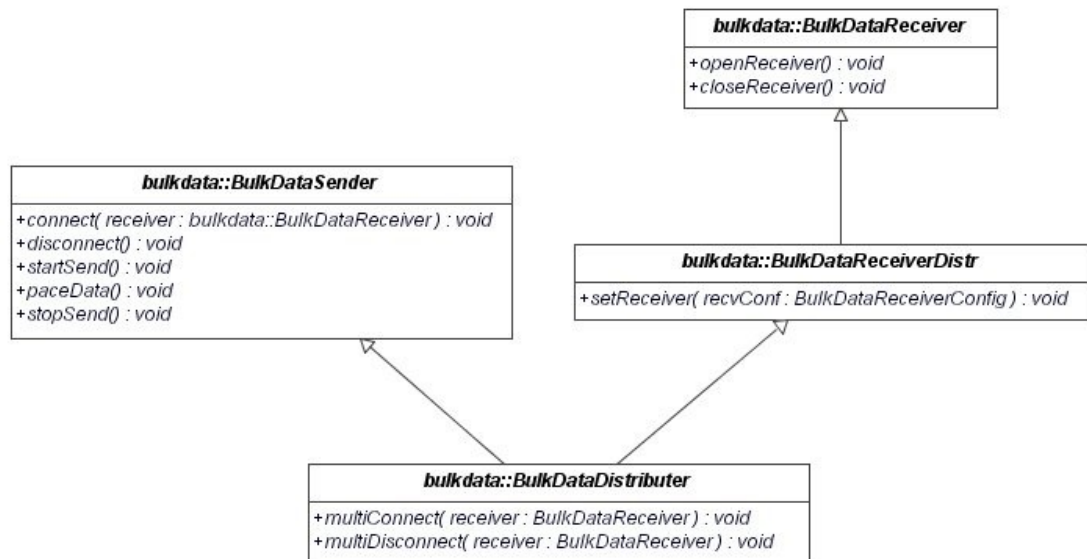 bulkdata::BulkDataReceiver
+openReceiver() : void
+closeReceiver() : void
bulkdata::BulkDataSender
+connect( receiver : bulkdata::BulkDataReceiver ) : void
+disconnect() : void
+startSend() : void
+paceData() : void
+stopSend() : void
bulkdata::BulkDataReceiverDistr
+setReceiver( recvConf : BulkDataReceiverConfig ) : void
bulkdata::BulkDataDistributer
+multiConnect( receiver : BulkDataReceiver ) : void
+multiDisconnect( receiver : BulkDataReceiver ) : void